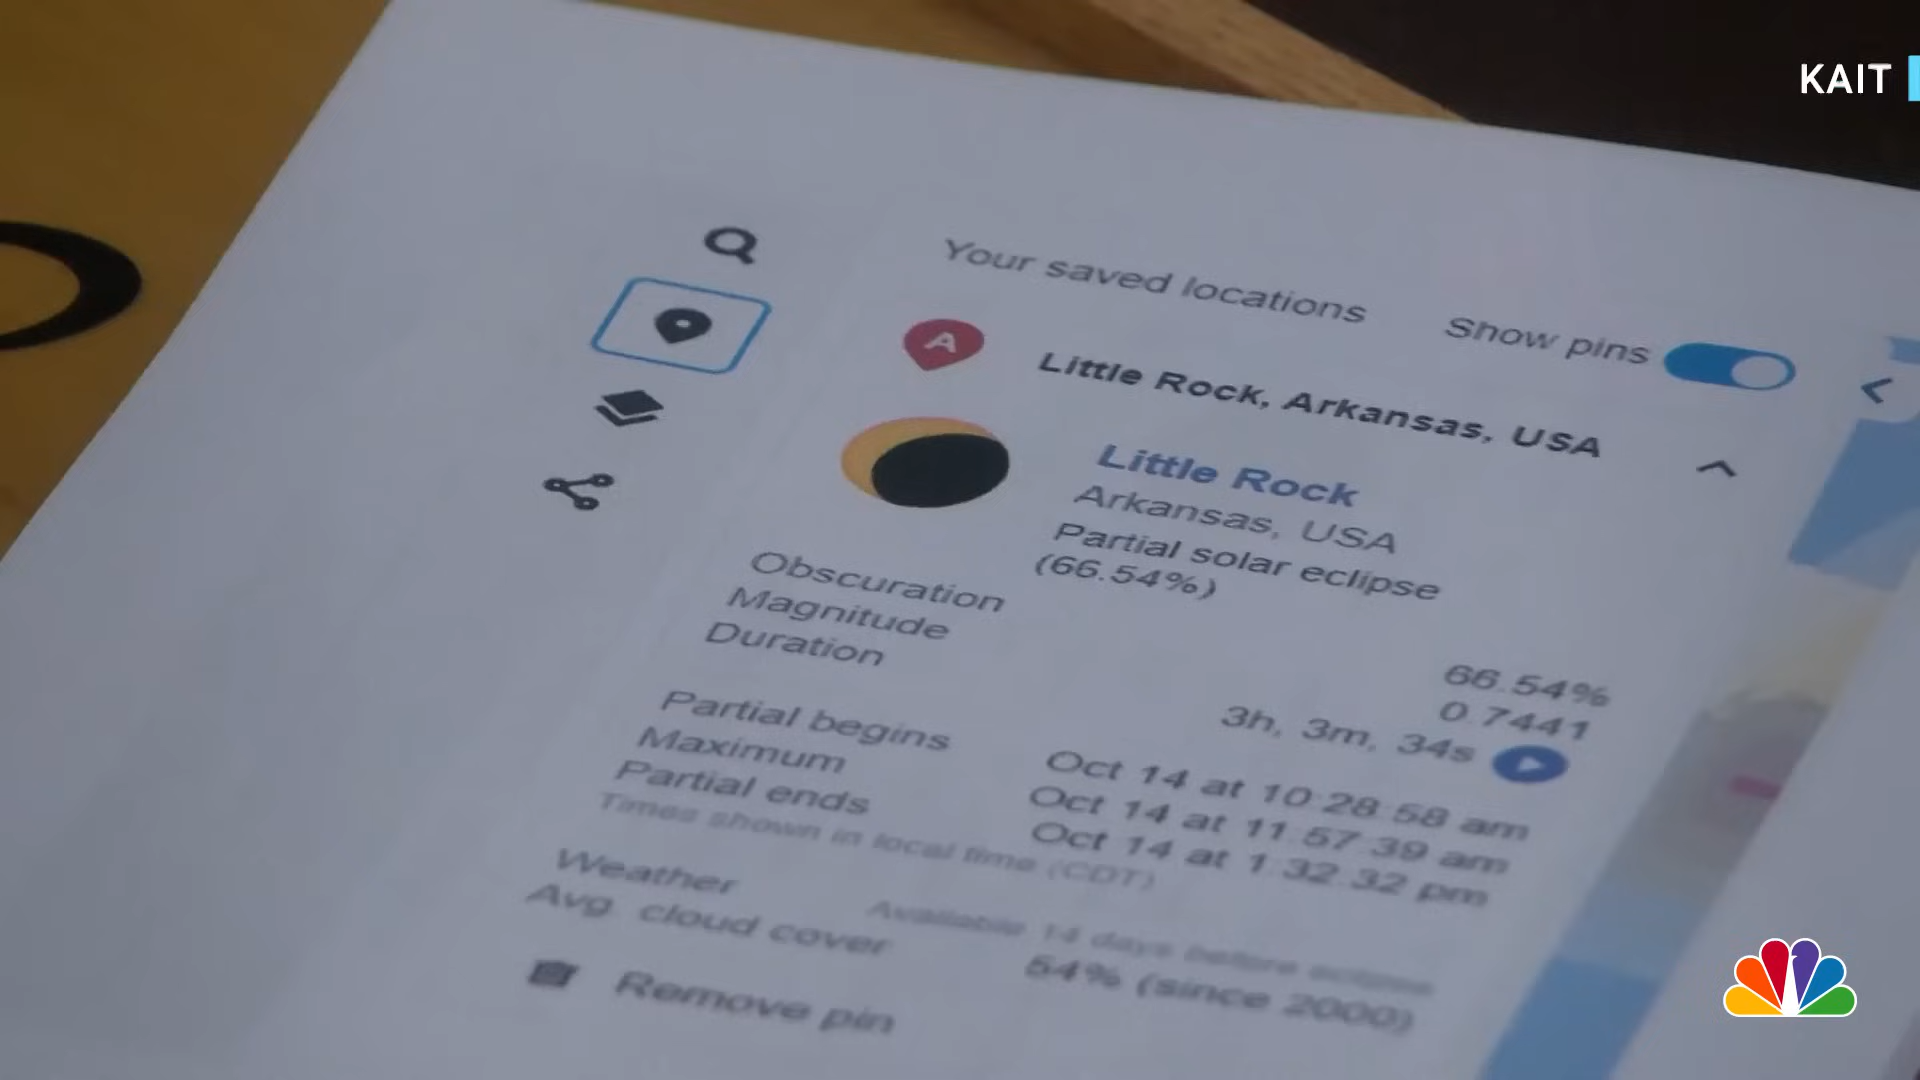 KAIT
Your saved locations
Show pins
A
Little Rock, Arkansas, USA
Little Rock
Arkansas, USA
Partial solar eclipse
(66.54%)
Obscuration 66.54%
Magnitude 0.7441
Duration 3h, 3m, 34s
Partial begins Oct 14 at 10:28:58 am
Maximum Oct 14 at 11:57:39 am
Partial ends Oct 14 at 1:32:32 pm
Times shown in local time (CDT)
Weather Available 14 days before eclipse
Avg. cloud cover 54% (since 2000)
Remove pin